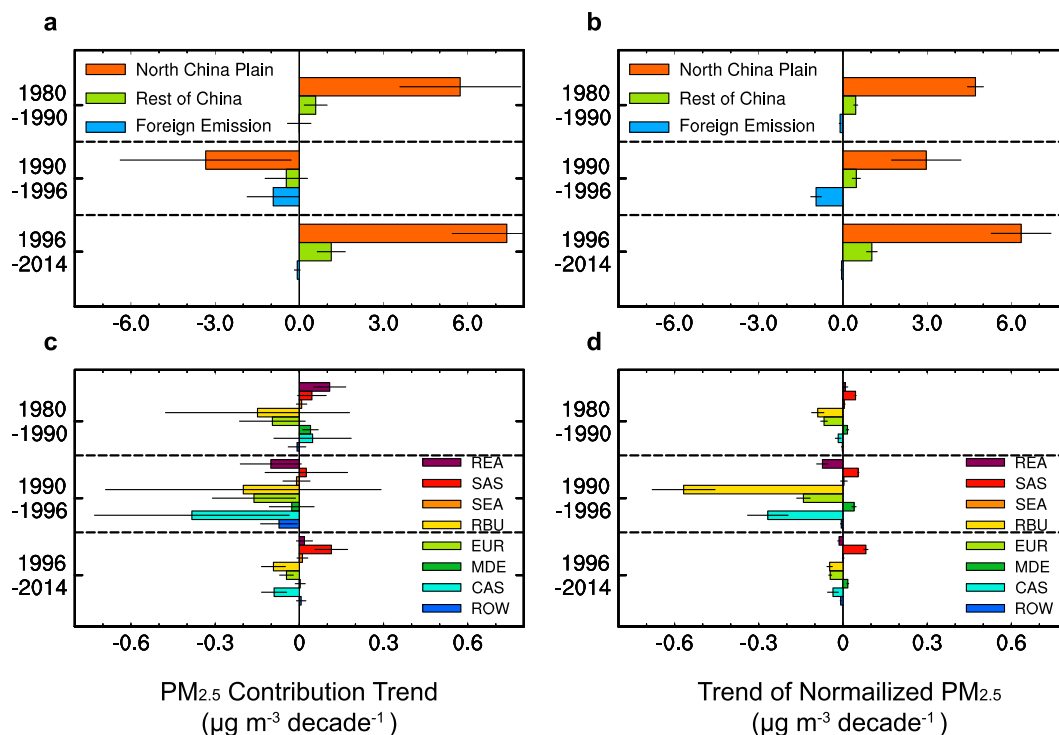 a
North China Plain
Rest of China
Foreign Emission
1980
-1990
1990
-1996
1996
-2014
-6.0 -3.0 0.0 3.0 6.0
b
North China Plain
Rest of China
Foreign Emission
1980
-1990
1990
-1996
1996
-2014
-6.0 -3.0 0.0 3.0 6.0
c
1980
-1990
1990
-1996
1996
-2014
REA
SAS
SEA
RBU
EUR
MDE
CAS
ROW
-0.6 -0.3 0 0.3 0.6
PM2.5 Contribution Trend
(μg m-3 decade-1)
d
1980
-1990
1990
-1996
1996
-2014
REA
SAS
SEA
RBU
EUR
MDE
CAS
ROW
-0.6 -0.3 0 0.3 0.6
Trend of Normailized PM2.5
(μg m-3 decade-1)